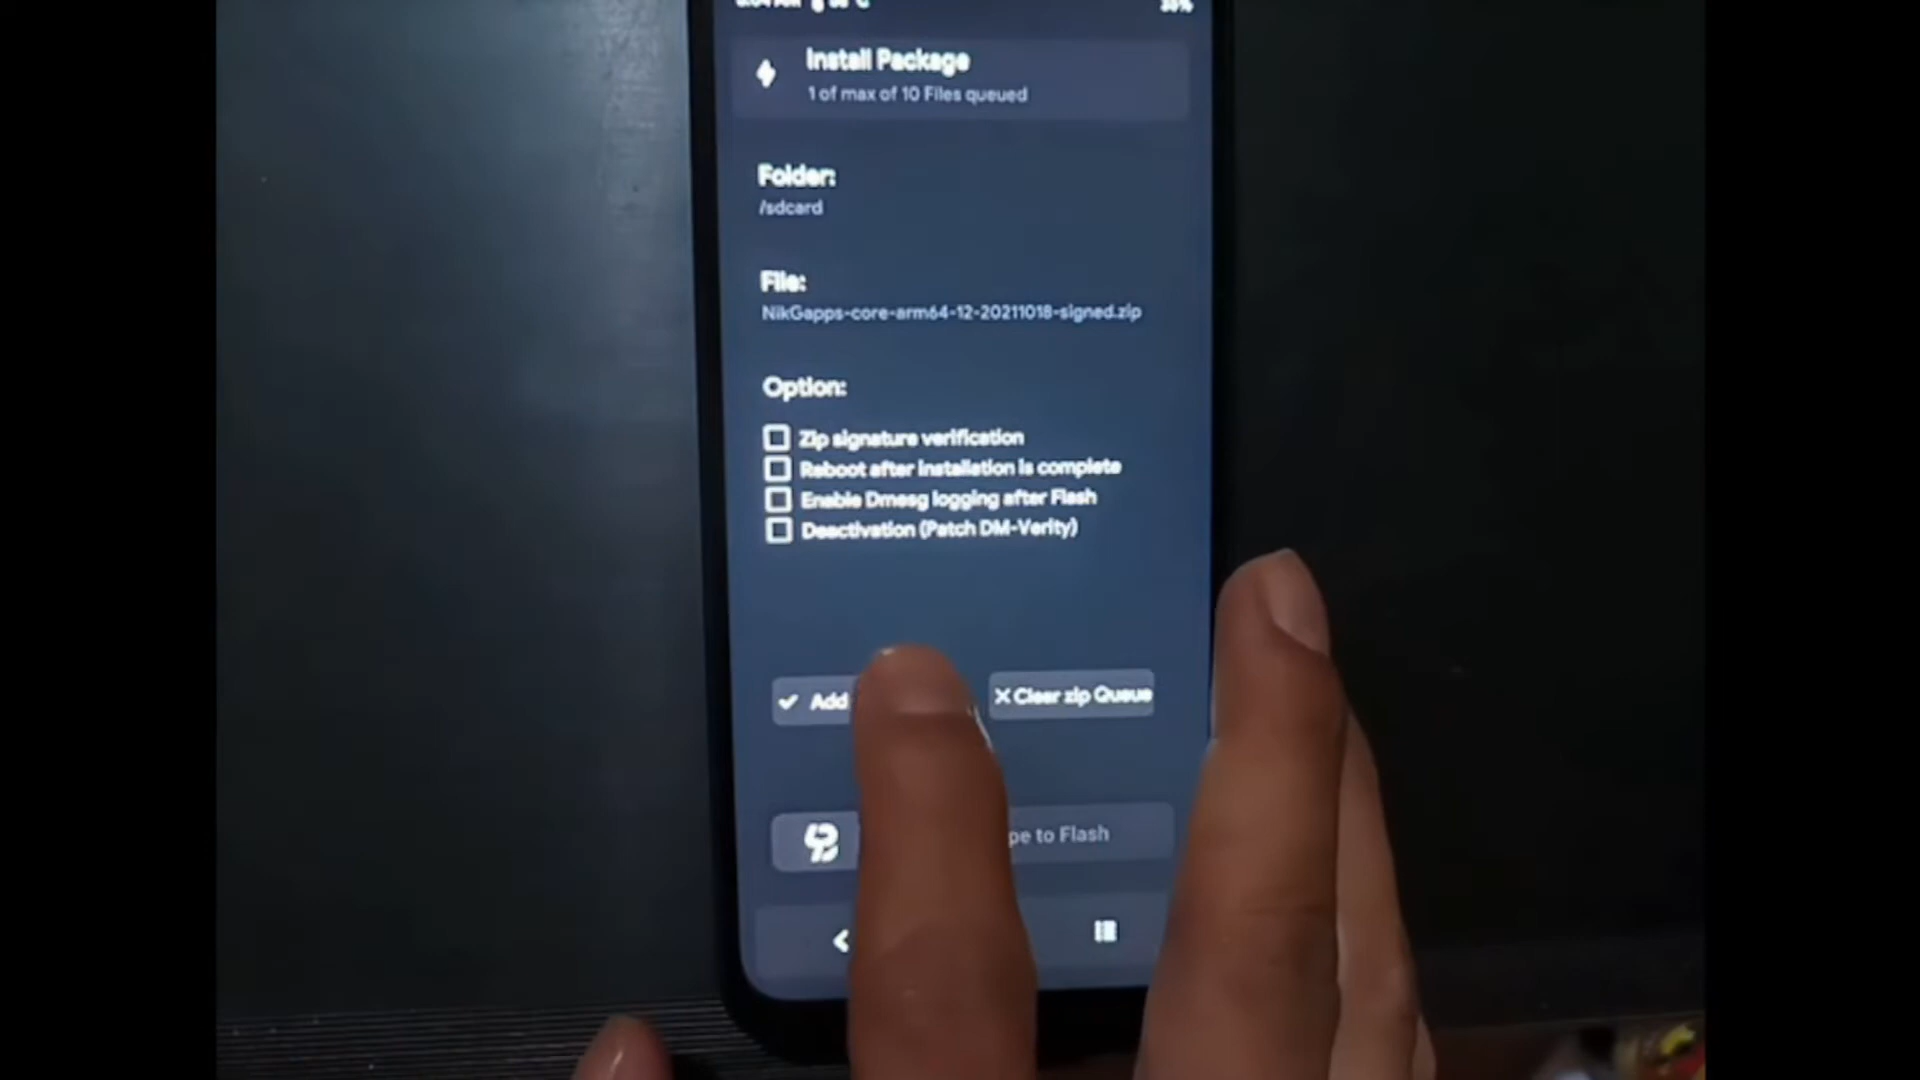 Install Package
1 of max of 10 Files queued
Folder:
/sdcard
File:
NikGapps-core-arm64-12-20211018-signed.zip
Option:
Zip signature verification
Reboot after installation is complete
Enable Dmesg logging after Flash
Deactivation (Patch DM-Verity)
Add
Clear zip Queue
pe to Flash